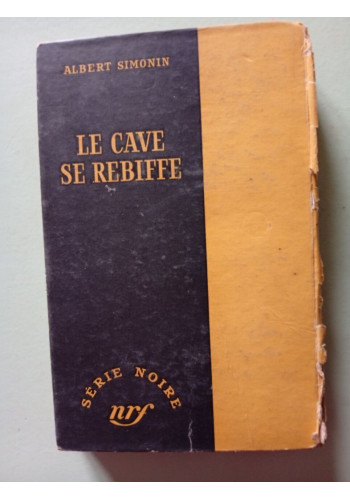 ALBERT SIMONIN
LE CAVE
SE REBIFFE
SÉRIE NOIRE
nrf